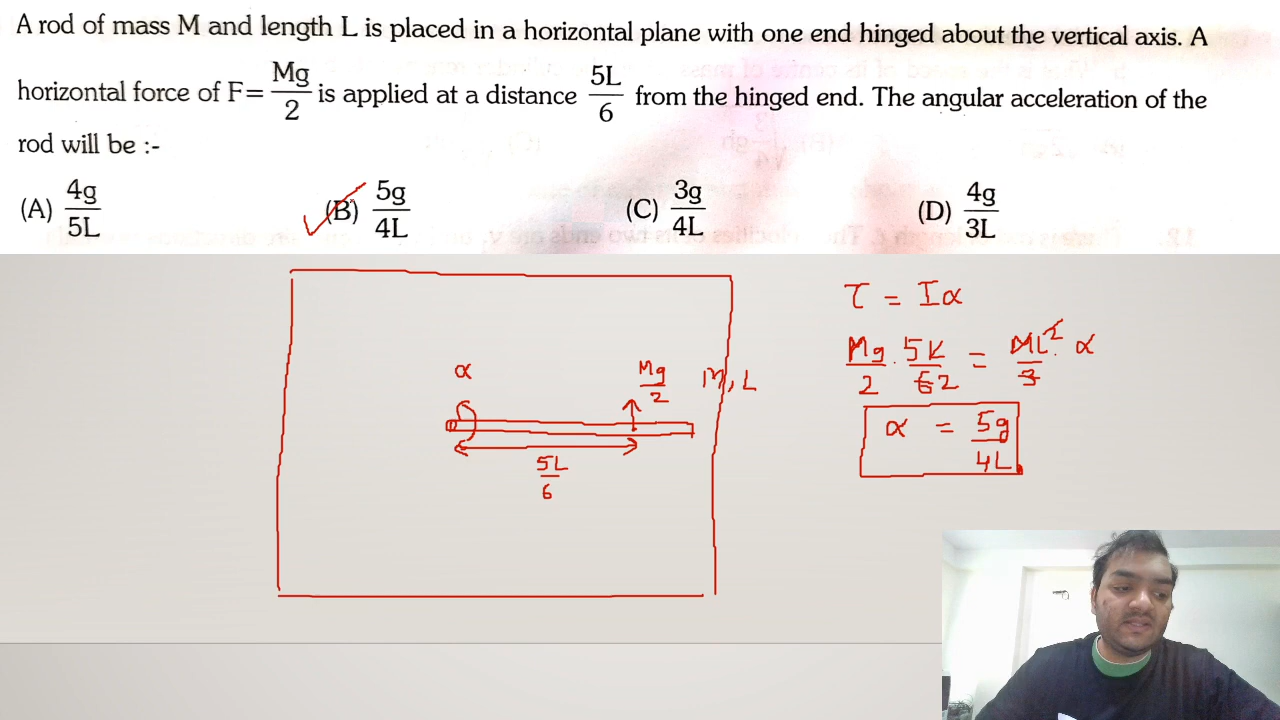 A rod of mass M and length L is placed in a horizontal plane with one end hinged about the vertical axis. A
horizontal force of F= Mg/2 is applied at a distance 5L/6 from the hinged end. The angular acceleration of the
rod will be :-
(A) 4g/5L (B) 5g/4L (C) 3g/4L (D) 4g/3L
τ = Iα
Mg/2 . 5L/6 2 = ML²/3 . α
α = 5g/4L
α Mg/2 M, L
5L/6